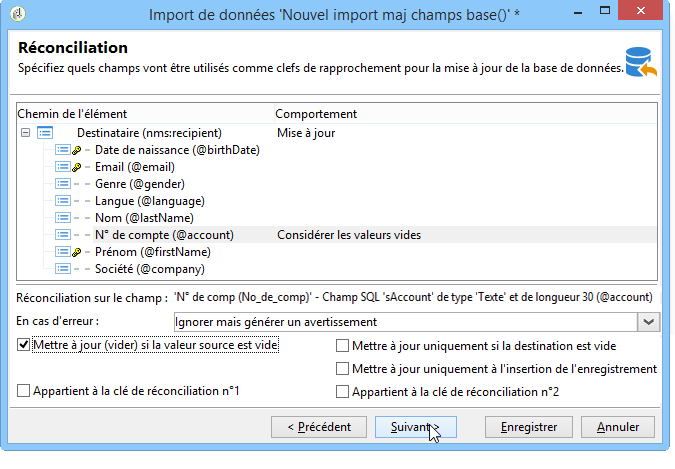 Import de données 'Nouvel import maj champs base()' *
Réconciliation
Spécifiez quels champs vont être utilisés comme clefs de rapprochement pour la mise à jour de la base de données.
Chemin de l'élément Comportement
Destinataire (nms:recipient) Mise à jour
Date de naissance (@birthDate)
Email (@email)
Genre (@gender)
Langue (@language)
Nom (@lastName)
N° de compte (@account) Considérer les valeurs vides
Prénom (@firstName)
Société (@company)
Réconciliation sur le champ : 'N° de comp (No_de_comp)' - Champ SQL 'sAccount' de type 'Texte' et de longueur 30 (@account)
En cas d'erreur : Ignorer mais générer un avertissement
Mettre à jour (vider) si la valeur source est vide Mettre à jour uniquement si la destination est vide
Mettre à jour uniquement à l'insertion de l'enregistrement
Appartient à la clé de réconciliation n°1 Appartient à la clé de réconciliation n°2
< Précédent Suivant > Enregistrer Annuler